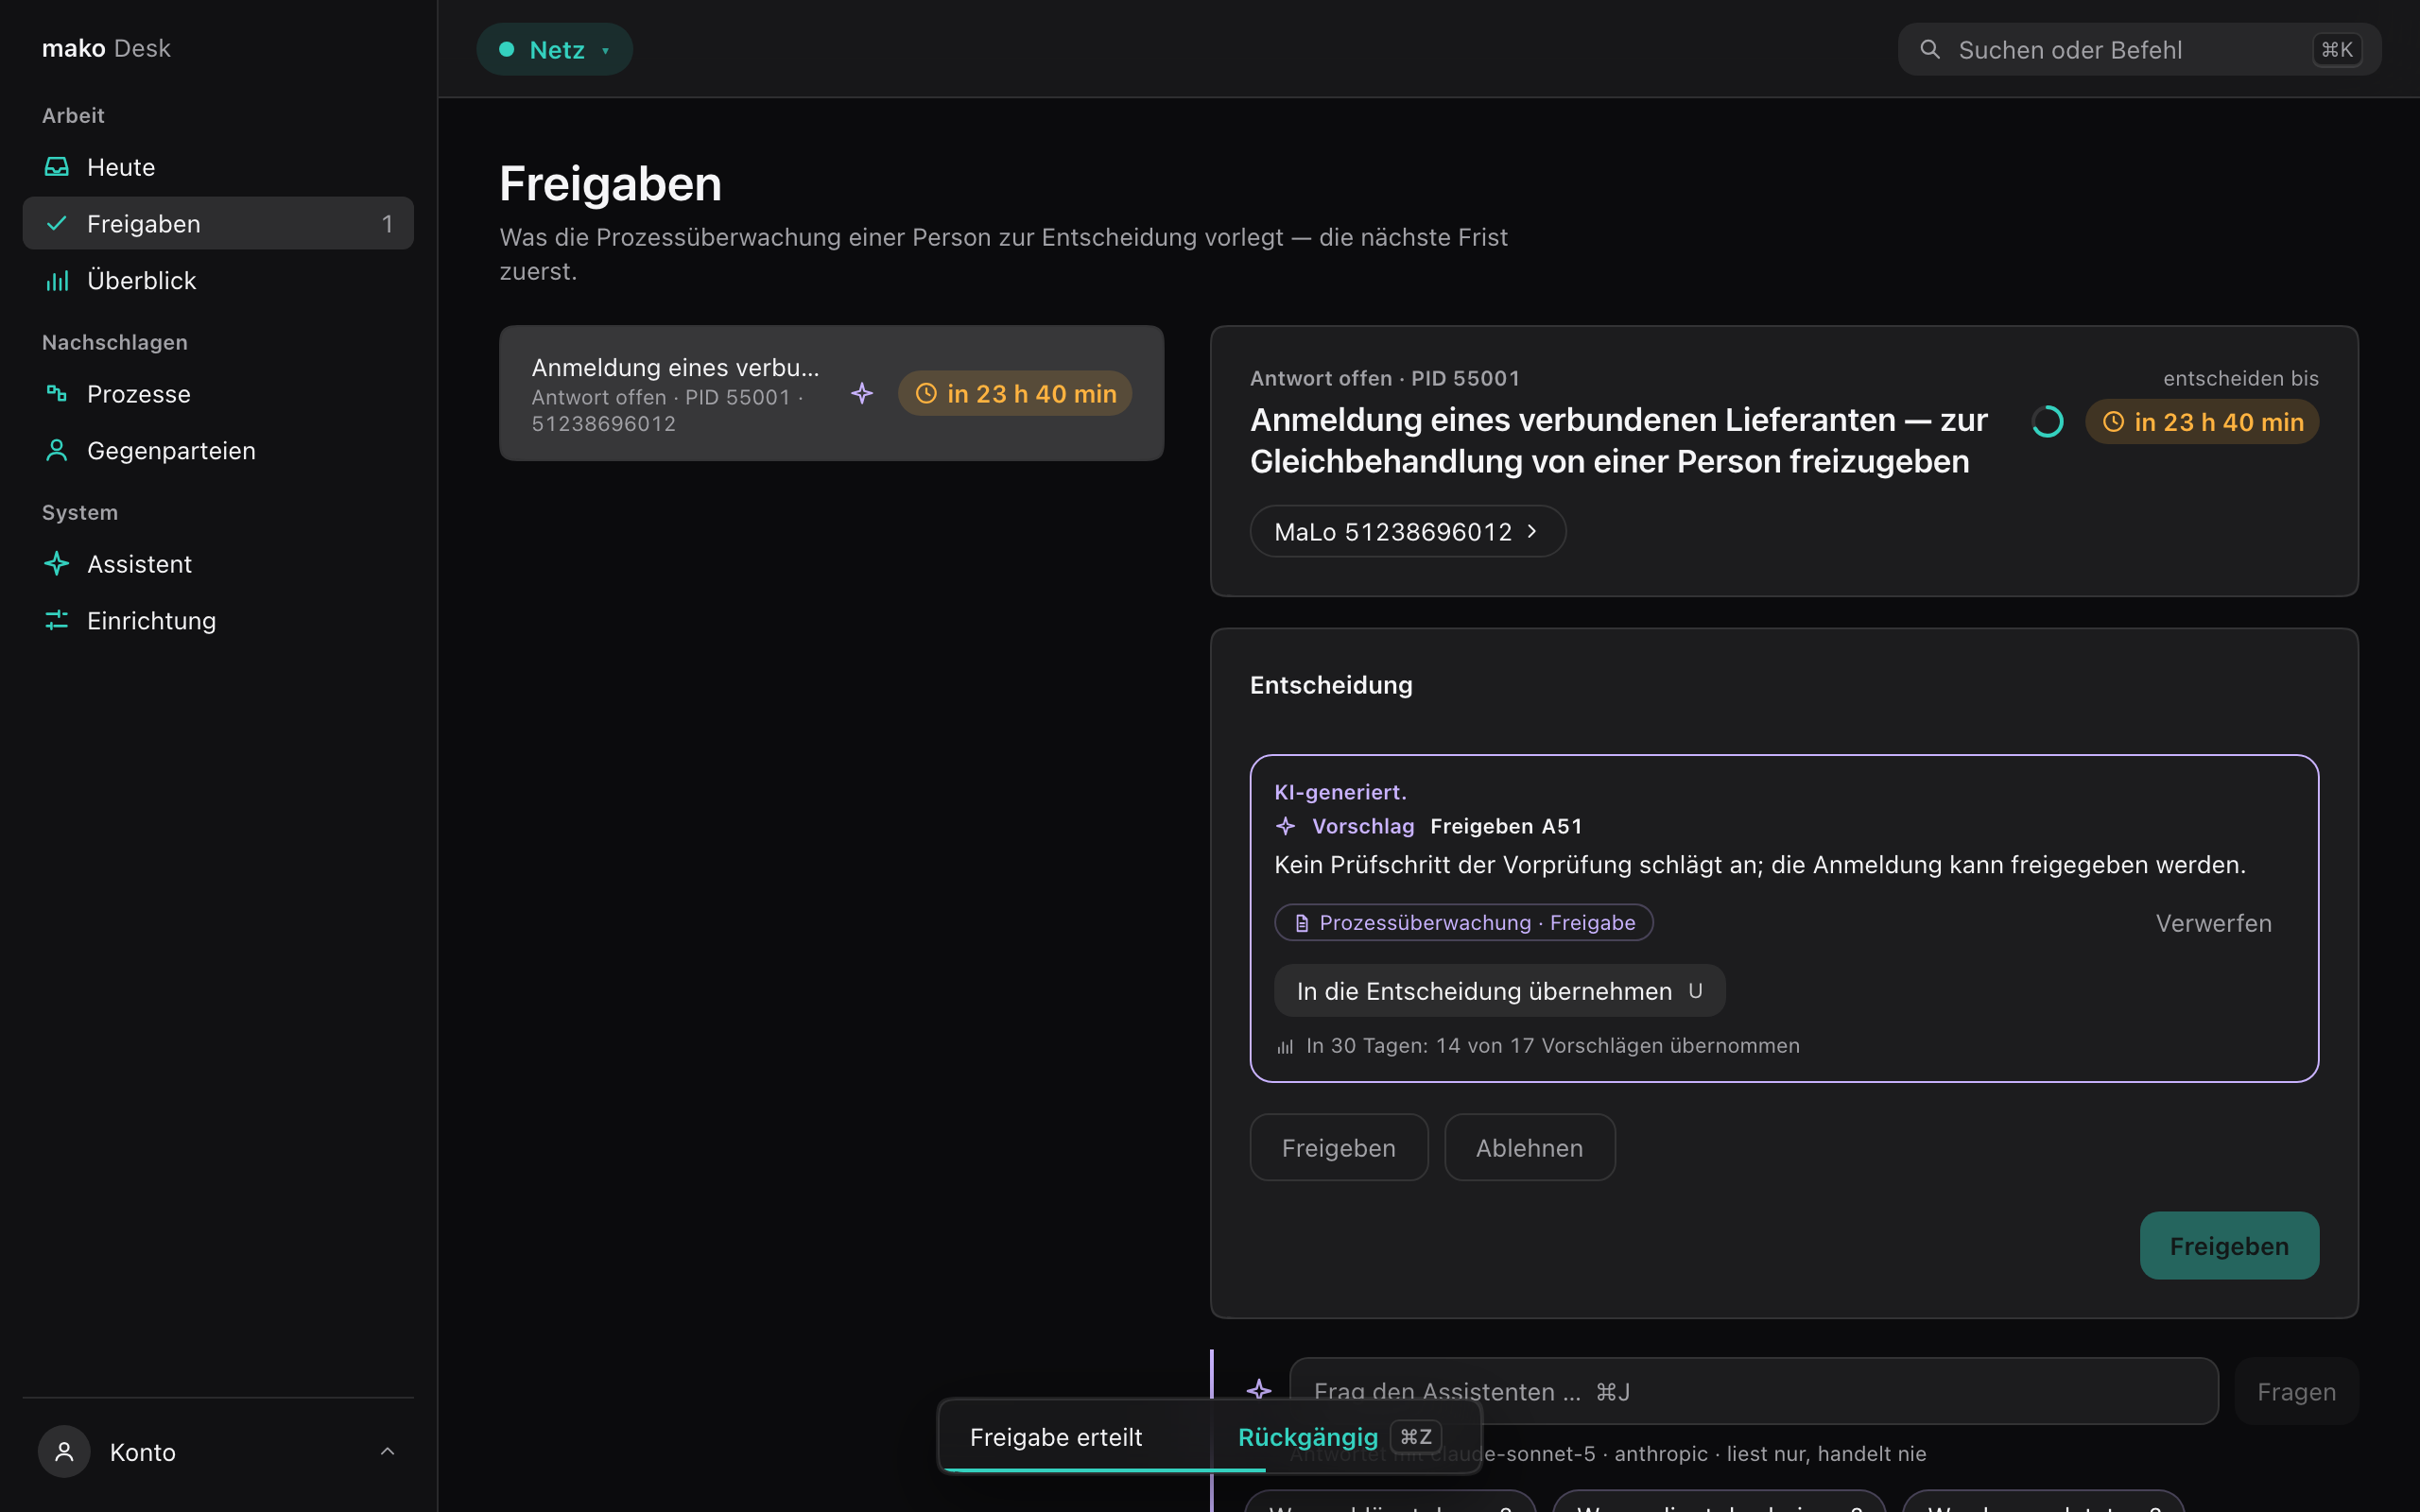 mako Desk
Netz
Suchen oder Befehl ⌘K
Arbeit
Heute
Freigaben 1
Überblick
Nachschlagen
Prozesse
Gegenparteien
System
Assistent
Einrichtung
Konto
Freigaben
Was die Prozessüberwachung einer Person zur Entscheidung vorlegt — die nächste Frist
zuerst.
Anmeldung eines verbu...
Antwort offen · PID 55001 ·
51238696012
in 23 h 40 min
Antwort offen · PID 55001
entscheiden bis
Anmeldung eines verbundenen Lieferanten — zur
Gleichbehandlung von einer Person freizugeben
in 23 h 40 min
MaLo 51238696012
Entscheidung
KI-generiert.
Vorschlag Freigeben A51
Kein Prüfschritt der Vorprüfung schlägt an; die Anmeldung kann freigegeben werden.
Prozessüberwachung · Freigabe
Verwerfen
In die Entscheidung übernehmen U
In 30 Tagen: 14 von 17 Vorschlägen übernommen
Freigeben
Ablehnen
Freigeben
Frag den Assistenten ... ⌘J
Fragen
Freigabe erteilt
Rückgängig ⌘Z
Antwortet mit claude-sonnet-5 · anthropic · liest nur, handelt nie